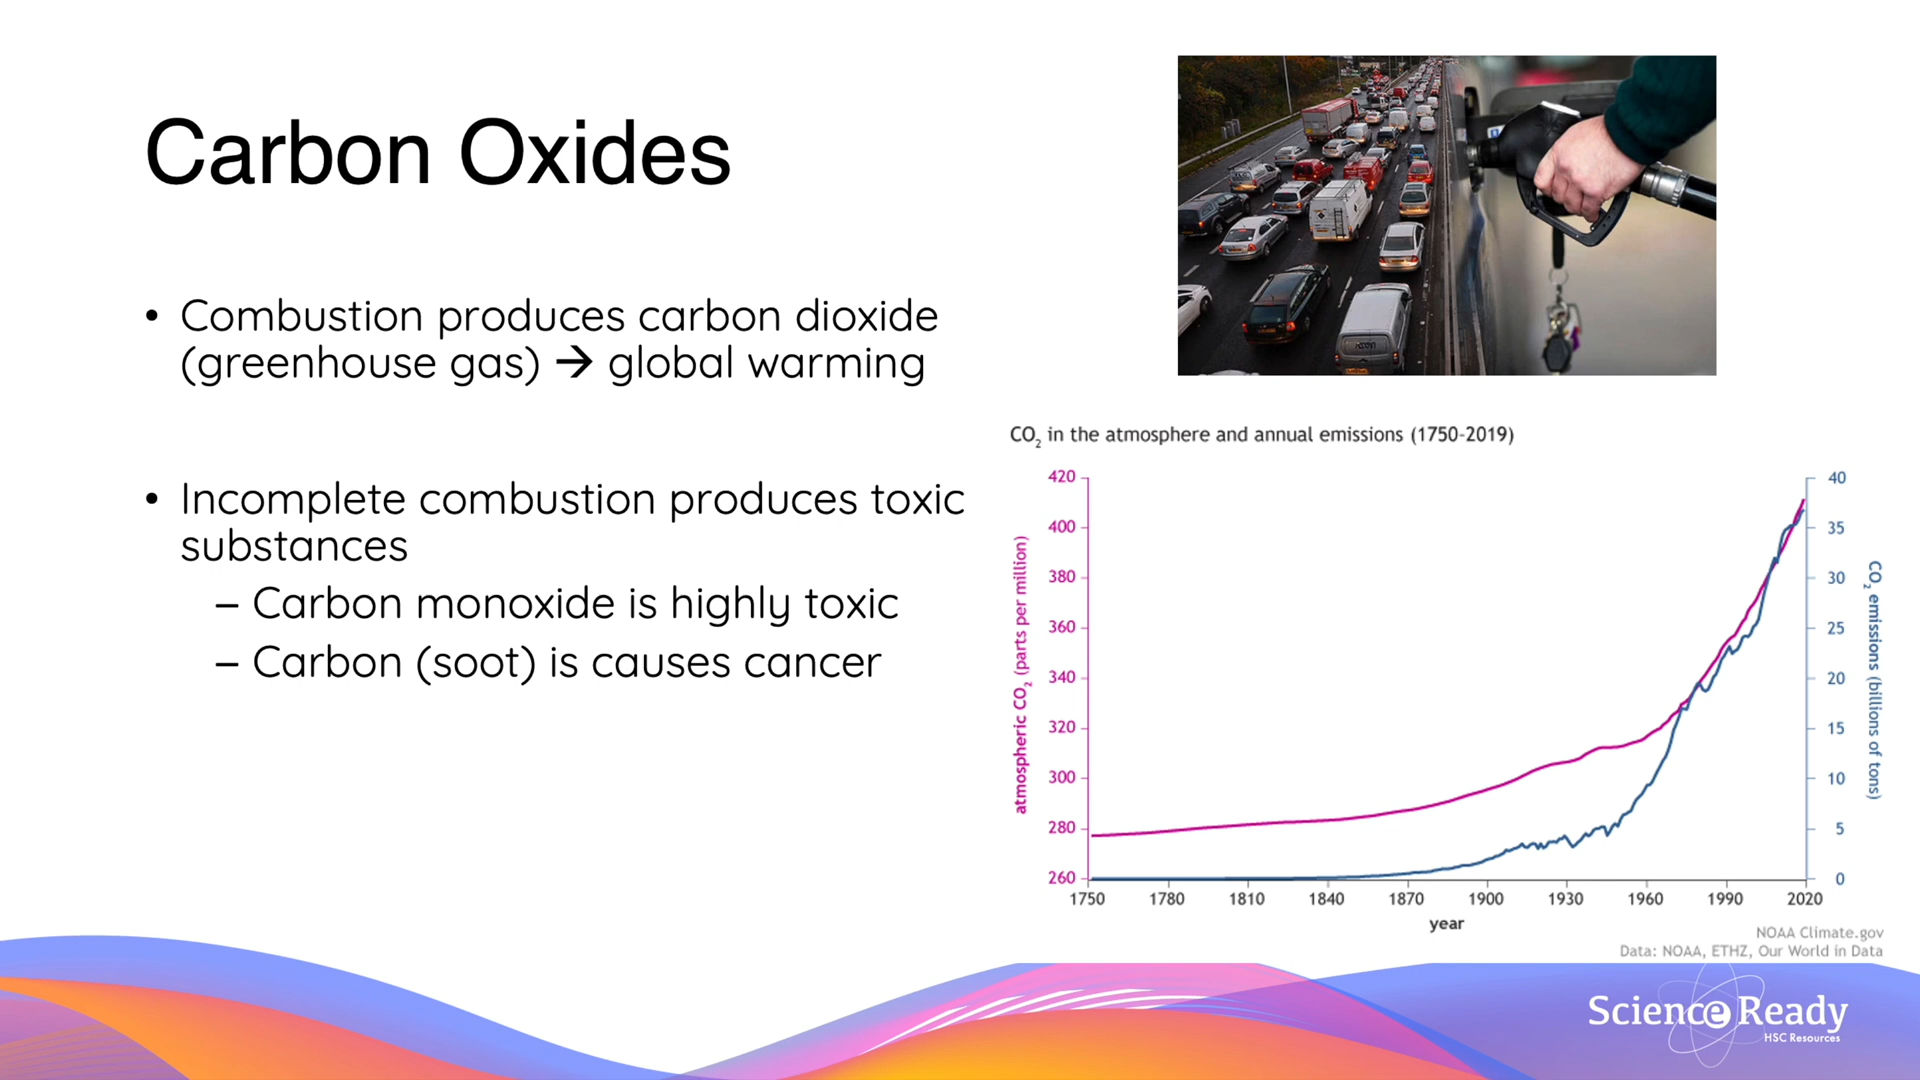 Carbon Oxides
• Combustion produces carbon dioxide
(greenhouse gas) → global warming
• Incomplete combustion produces toxic
substances
– Carbon monoxide is highly toxic
– Carbon (soot) is causes cancer
CO₂ in the atmosphere and annual emissions (1750-2019)
atmospheric CO₂ (parts per million)
420
400
380
360
340
320
300
280
260
40
35
30
25
20
15
10
5
0
CO₂ emissions (billions of tons)
1750 1780 1810 1840 1870 1900 1930 1960 1990 2020
year
NOAA Climate.gov
Data: NOAA, ETHZ, Our World in Data
Science Ready
HSC Resources